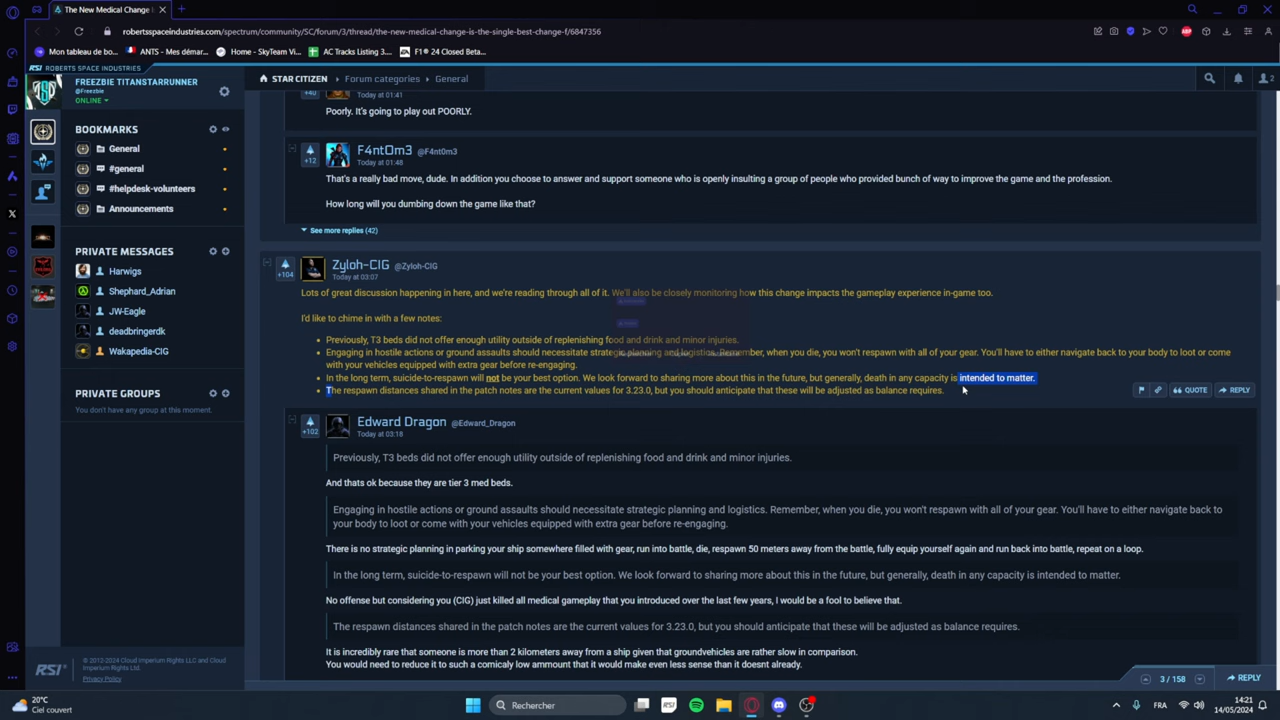 The New Medical Change
robertsspaceindustries.com/spectrum/community/SC/forum/3/thread/the-new-medical-change-is-the-single-best-change-f/6847356
Mon tableau de bo...
ANTS - Mes démar...
Home - SkyTeam Vi...
AC Tracks Listing 3....
F1® 24 Closed Beta...
RSI ROBERTS SPACE INDUSTRIES
FREEZBIE TITANSTARRUNNER
@Freezbie
ONLINE
STAR CITIZEN
Forum categories
General
2
BOOKMARKS
General
#general
#helpdesk-volunteers
Announcements
PRIVATE MESSAGES
Harwigs
Shephard_Adrian
JW-Eagle
deadbringerdk
Wakapedia-CIG
PRIVATE GROUPS
You don't have any group at this moment.
RSI
© 2012-2024 Cloud Imperium Rights LLC and Cloud Imperium Rights Ltd.
Privacy Policy
+40
Today at 01:41
Poorly. It's going to play out POORLY.
+12
F4nt0m3 @F4nt0m3
Today at 01:48
That's a really bad move, dude. In addition you choose to answer and support someone who is openly insulting a group of people who provided bunch of way to improve the game and the profession.
How long will you dumbing down the game like that?
See more replies (42)
+104
Zyloh-CIG @Zyloh-CIG
Today at 03:07
Lots of great discussion happening in here, and we're reading through all of it. We'll also be closely monitoring how this change impacts the gameplay experience in-game too.
I'd like to chime in with a few notes:
Previously, T3 beds did not offer enough utility outside of replenishing food and drink and minor injuries.
Engaging in hostile actions or ground assaults should necessitate strategic planning and logistics. Remember, when you die, you won't respawn with all of your gear. You'll have to either navigate back to your body to loot or come
with your vehicles equipped with extra gear before re-engaging.
In the long term, suicide-to-respawn will not be your best option. We look forward to sharing more about this in the future, but generally, death in any capacity is intended to matter.
The respawn distances shared in the patch notes are the current values for 3.23.0, but you should anticipate that these will be adjusted as balance requires.
QUOTE
REPLY
+102
Edward Dragon @Edward_Dragon
Today at 03:18
Previously, T3 beds did not offer enough utility outside of replenishing food and drink and minor injuries.
And thats ok because they are tier 3 med beds.
Engaging in hostile actions or ground assaults should necessitate strategic planning and logistics. Remember, when you die, you won't respawn with all of your gear. You'll have to either navigate back to
your body to loot or come with your vehicles equipped with extra gear before re-engaging.
There is no strategic planning in parking your ship somewhere filled with gear, run into battle, die, respawn 50 meters away from the battle, fully equip yourself again and run back into battle, repeat on a loop.
In the long term, suicide-to-respawn will not be your best option. We look forward to sharing more about this in the future, but generally, death in any capacity is intended to matter.
No offense but considering you (CIG) just killed all medical gameplay that you introduced over the last few years, I would be a fool to believe that.
The respawn distances shared in the patch notes are the current values for 3.23.0, but you should anticipate that these will be adjusted as balance requires.
It is incredibly rare that someone is more than 2 kilometers away from a ship given that groundvehicles are rather slow in comparison.
You would need to reduce it to such a comically low ammount that it would make even less sense than it doesnt already.
3 / 158
REPLY
20°C
Ciel couvert
Rechercher
FRA
14:21
14/05/2024